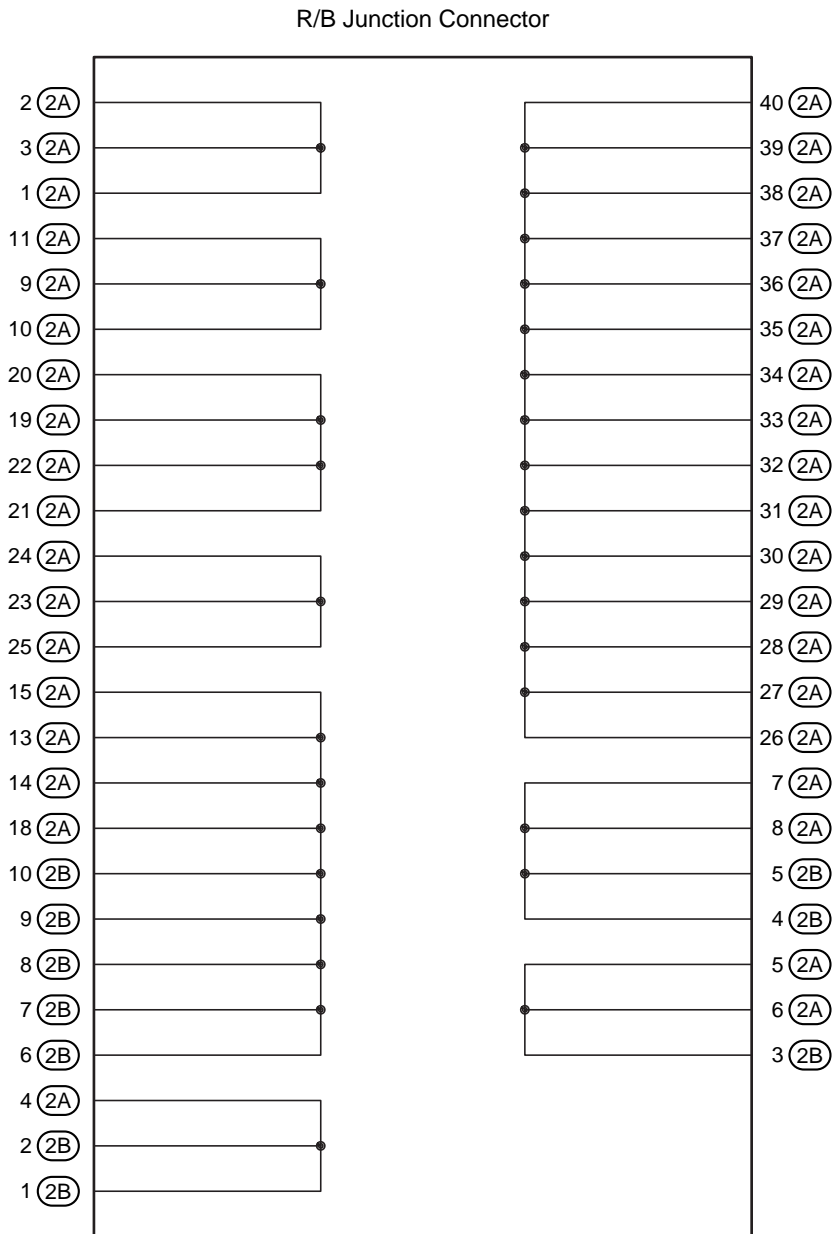 R/B Junction Connector
2 2A
3 2A
1 2A
11 2A
9 2A
10 2A
20 2A
19 2A
22 2A
21 2A
24 2A
23 2A
25 2A
15 2A
13 2A
14 2A
18 2A
10 2B
9 2B
8 2B
7 2B
6 2B
4 2A
2 2B
1 2B
40 2A
39 2A
38 2A
37 2A
36 2A
35 2A
34 2A
33 2A
32 2A
31 2A
30 2A
29 2A
28 2A
27 2A
26 2A
7 2A
8 2A
5 2B
4 2B
5 2A
6 2A
3 2B